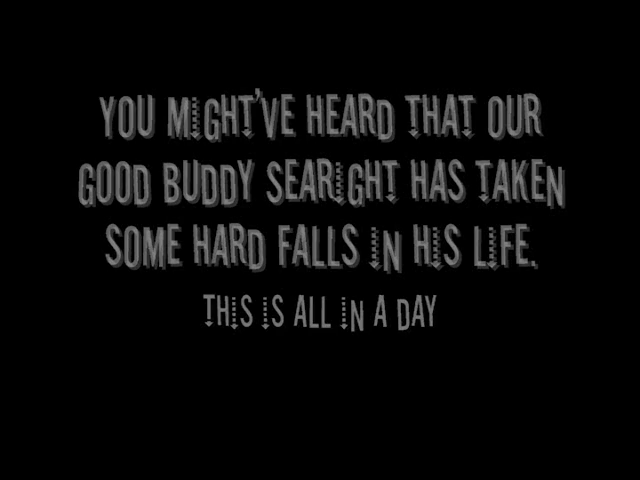 YOU MIGHT'VE HEARD THAT OUR
GOOD BUDDY SEARIGHT HAS TAKEN
SOME HARD FALLS IN HIS LIFE.
THIS IS ALL IN A DAY